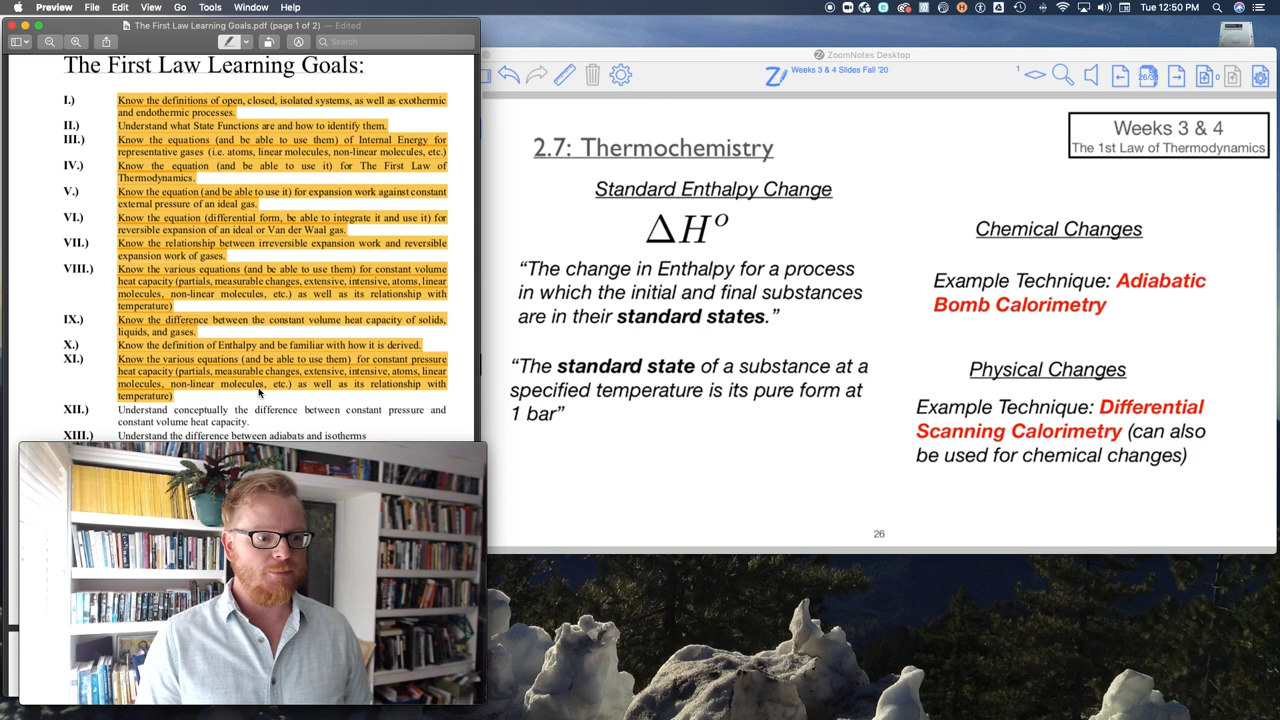 Preview File Edit View Go Tools Window Help
Tue 12:50 PM
The First Law Learning Goals.pdf (page 1 of 2) — Edited
Search
The First Law Learning Goals:
I.) Know the definitions of open, closed, isolated systems, as well as exothermic
and endothermic processes.
II.) Understand what State Functions are and how to identify them.
III.) Know the equations (and be able to use them) of Internal Energy for
representative gases (i.e. atoms, linear molecules, non-linear molecules, etc.)
IV.) Know the equation (and be able to use it) for The First Law of
Thermodynamics.
V.) Know the equation (and be able to use it) for expansion work against constant
external pressure of an ideal gas.
VI.) Know the equation (differential form, be able to integrate it and use it) for
reversible expansion of an ideal or Van der Waal gas.
VII.) Know the relationship between irreversible expansion work and reversible
expansion work of gases.
VIII.) Know the various equations (and be able to use them) for constant volume
heat capacity (partials, measurable changes, extensive, intensive, atoms, linear
molecules, non-linear molecules, etc.) as well as its relationship with
temperature)
IX.) Know the difference between the constant volume heat capacity of solids,
liquids, and gases.
X.) Know the definition of Enthalpy and be familiar with how it is derived.
XI.) Know the various equations (and be able to use them) for constant pressure
heat capacity (partials, measurable changes, extensive, intensive, atoms, linear
molecules, non-linear molecules, etc.) as well as its relationship with
temperature)
XII.) Understand conceptually the difference between constant pressure and
constant volume heat capacity.
XIII.) Understand the difference between adiabats and isotherms
ZoomNotes Desktop
Weeks 3 & 4 Slides Fall '20
1
0
Weeks 3 & 4
The 1st Law of Thermodynamics
2.7: Thermochemistry
Standard Enthalpy Change
ΔH°
“The change in Enthalpy for a process
in which the initial and final substances
are in their standard states.”
“The standard state of a substance at a
specified temperature is its pure form at
1 bar”
Chemical Changes
Example Technique: Adiabatic
Bomb Calorimetry
Physical Changes
Example Technique: Differential
Scanning Calorimetry (can also
be used for chemical changes)
26